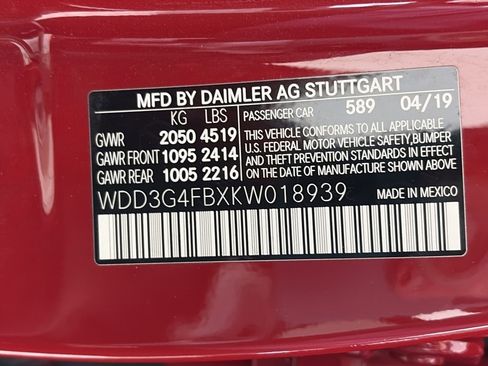 MFD BY DAIMLER AG STUTTGART
KG LBS PASSENGER CAR 589 04/19
GVWR 2050 4519 THIS VEHICLE CONFORMS TO ALL APPLICABLE
GAWR FRONT 1095 2414 U.S. FEDERAL MOTOR VEHICLE SAFETY,BUMPER,
GAWR REAR 1005 2216 AND THEFT PREVENTION STANDARDS IN EFFECT
ON THE DATE OF MANUFACTURE SHOWN ABOVE.
WDD3G4FBXKW018939 MADE IN MEXICO